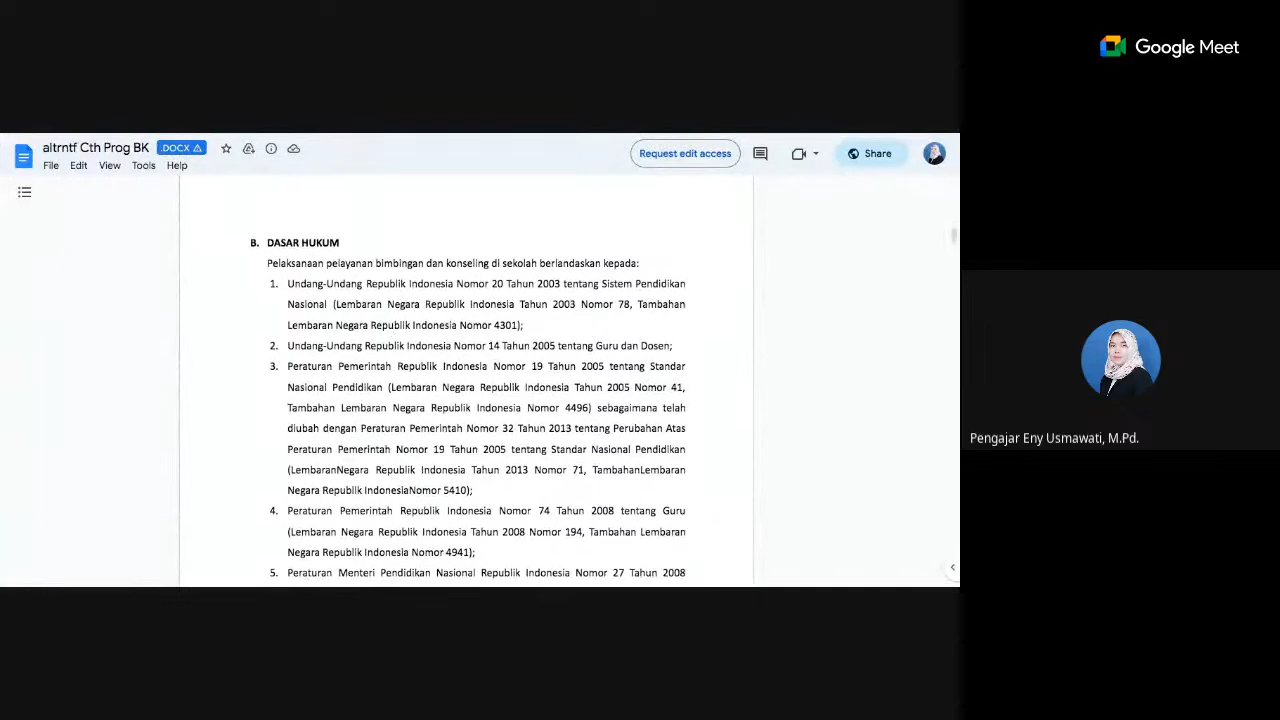 Google Meet
altrntf Cth Prog BK .DOCX
Request edit access
Share
File Edit View Tools Help
B. DASAR HUKUM
Pelaksanaan pelayanan bimbingan dan konseling di sekolah berlandaskan kepada:
1. Undang-Undang Republik Indonesia Nomor 20 Tahun 2003 tentang Sistem Pendidikan
Nasional (Lembaran Negara Republik Indonesia Tahun 2003 Nomor 78, Tambahan
Lembaran Negara Republik Indonesia Nomor 4301);
2. Undang-Undang Republik Indonesia Nomor 14 Tahun 2005 tentang Guru dan Dosen;
3. Peraturan Pemerintah Republik Indonesia Nomor 19 Tahun 2005 tentang Standar
Nasional Pendidikan (Lembaran Negara Republik Indonesia Tahun 2005 Nomor 41,
Tambahan Lembaran Negara Republik Indonesia Nomor 4496) sebagaimana telah
diubah dengan Peraturan Pemerintah Nomor 32 Tahun 2013 tentang Perubahan Atas
Peraturan Pemerintah Nomor 19 Tahun 2005 tentang Standar Nasional Pendidikan
(LembaranNegara Republik Indonesia Tahun 2013 Nomor 71, TambahanLembaran
Negara Republik IndonesiaNomor 5410);
4. Peraturan Pemerintah Republik Indonesia Nomor 74 Tahun 2008 tentang Guru
(Lembaran Negara Republik Indonesia Tahun 2008 Nomor 194, Tambahan Lembaran
Negara Republik Indonesia Nomor 4941);
5. Peraturan Menteri Pendidikan Nasional Republik Indonesia Nomor 27 Tahun 2008
Pengajar Eny Usmawati, M.Pd.